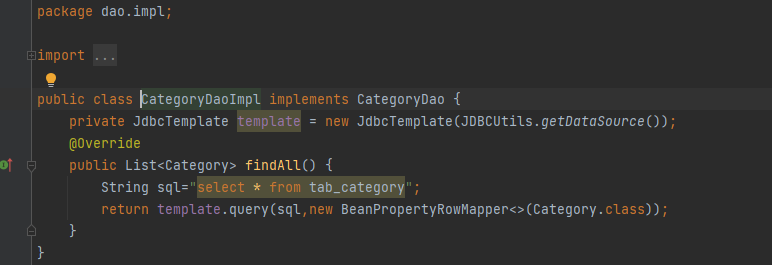 package dao.impl;
import ...
public class CategoryDaoImpl implements CategoryDao {
private JdbcTemplate template = new JdbcTemplate(JDBCUtils.getDataSource());
@Override
public List<Category> findAll() {
String sql="select * from tab_category";
return template.query(sql,new BeanPropertyRowMapper<>(Category.class));
}
}